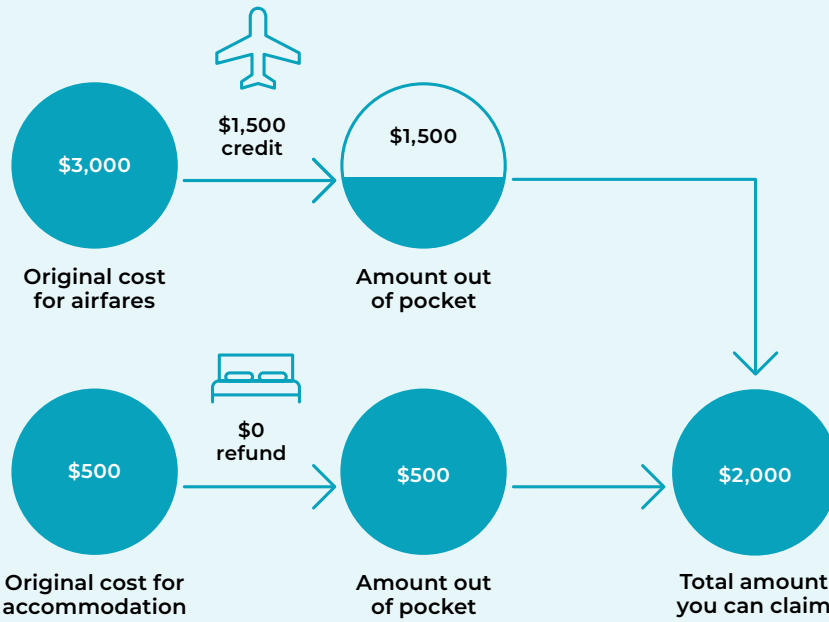 $1,500
credit
$3,000
$1,500
Original cost
for airfares
Amount out
of pocket
$0
refund
$500
$500
$2,000
Original cost for
accommodation
Amount out
of pocket
Total amount
you can claim